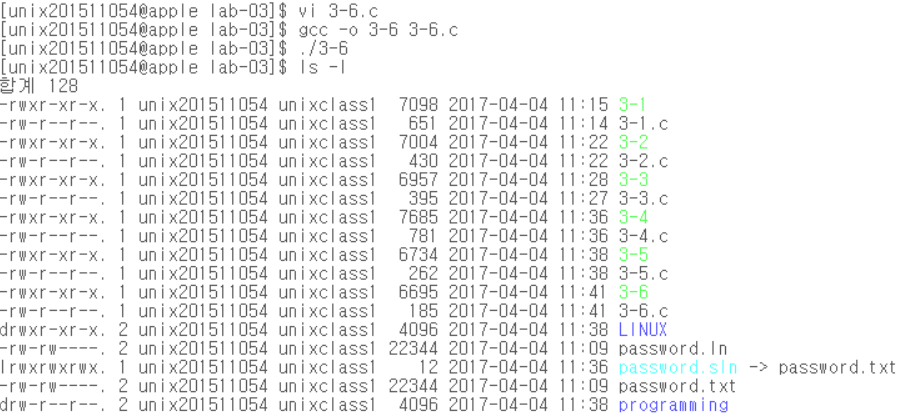 [unix201511054@apple lab-03]$ vi 3-6.c
[unix201511054@apple lab-03]$ gcc -o 3-6 3-6.c
[unix201511054@apple lab-03]$ ./3-6
[unix201511054@apple lab-03]$ ls -l
합계 128
-rwxr-xr-x. 1 unix201511054 unixclass1  7098 2017-04-04 11:15 3-1
-rw-r--r--. 1 unix201511054 unixclass1   651 2017-04-04 11:14 3-1.c
-rwxr-xr-x. 1 unix201511054 unixclass1  7004 2017-04-04 11:22 3-2
-rw-r--r--. 1 unix201511054 unixclass1   430 2017-04-04 11:22 3-2.c
-rwxr-xr-x. 1 unix201511054 unixclass1  6957 2017-04-04 11:28 3-3
-rw-r--r--. 1 unix201511054 unixclass1   395 2017-04-04 11:27 3-3.c
-rwxr-xr-x. 1 unix201511054 unixclass1  7685 2017-04-04 11:36 3-4
-rw-r--r--. 1 unix201511054 unixclass1   781 2017-04-04 11:36 3-4.c
-rwxr-xr-x. 1 unix201511054 unixclass1  6734 2017-04-04 11:38 3-5
-rw-r--r--. 1 unix201511054 unixclass1   262 2017-04-04 11:38 3-5.c
-rwxr-xr-x. 1 unix201511054 unixclass1  6695 2017-04-04 11:41 3-6
-rw-r--r--. 1 unix201511054 unixclass1   185 2017-04-04 11:41 3-6.c
drwxr-xr-x. 2 unix201511054 unixclass1  4096 2017-04-04 11:38 LINUX
-rw-rw----. 2 unix201511054 unixclass1 22344 2017-04-04 11:09 password.ln
lrwxrwxrwx. 1 unix201511054 unixclass1    12 2017-04-04 11:36 password.sln -> password.txt
-rw-rw----. 2 unix201511054 unixclass1 22344 2017-04-04 11:09 password.txt
drw-r--r--. 2 unix201511054 unixclass1  4096 2017-04-04 11:38 programming